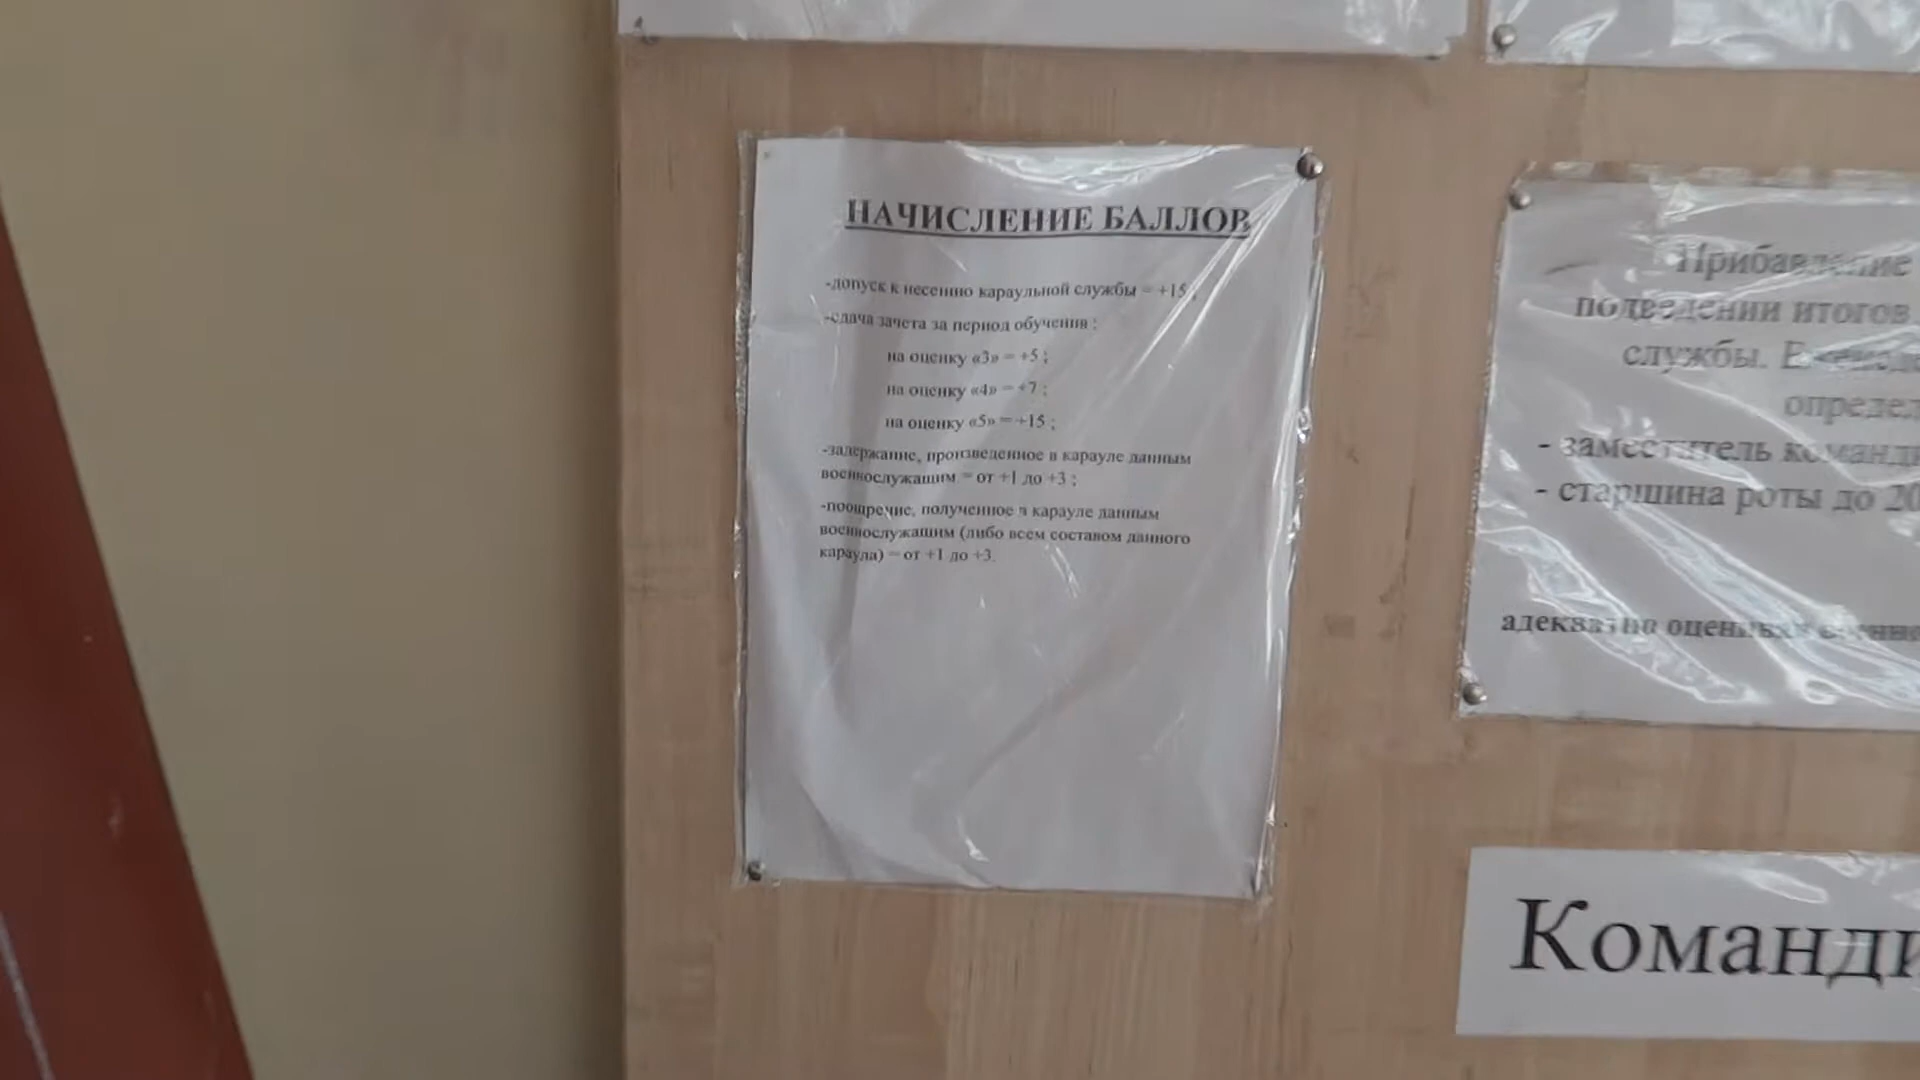 НАЧИСЛЕНИЕ БАЛЛОВ
-допуск к несению караульной службы = +15 ;
-сдача зачета за период обучения :
на оценку «3» = +5 ;
на оценку «4» = +7 ;
на оценку «5» = +15 ;
-задержание, произведенное в карауле данным
военнослужащим = от +1 до +3 ;
-поощрение, полученное в карауле данным
военнослужащим (либо всем составом данного
караула) = от +1 до +3.
Прибавление
подведении итогов
службы.
определ
- заместитель команди
- старшина роты до 20
адекватно оценивая
Команди